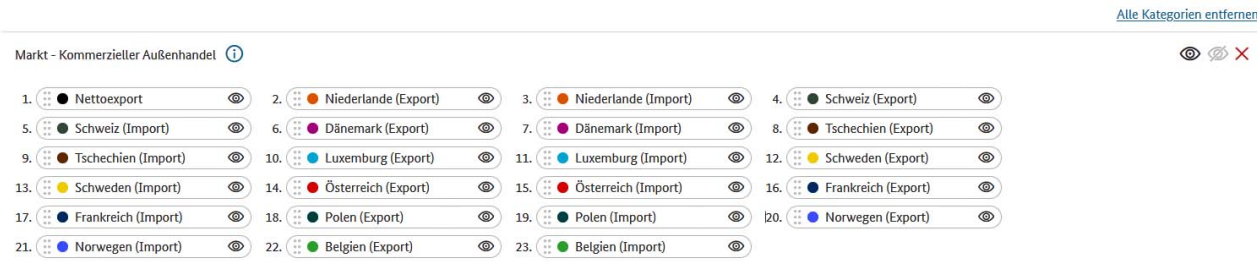 Alle Kategorien entfernen
Markt - Kommerzieller Außenhandel
1. Nettoexport 2. Niederlande (Export) 3. Niederlande (Import) 4. Schweiz (Export)
5. Schweiz (Import) 6. Dänemark (Export) 7. Dänemark (Import) 8. Tschechien (Export)
9. Tschechien (Import) 10. Luxemburg (Export) 11. Luxemburg (Import) 12. Schweden (Export)
13. Schweden (Import) 14. Österreich (Export) 15. Österreich (Import) 16. Frankreich (Export)
17. Frankreich (Import) 18. Polen (Export) 19. Polen (Import) 20. Norwegen (Export)
21. Norwegen (Import) 22. Belgien (Export) 23. Belgien (Import)